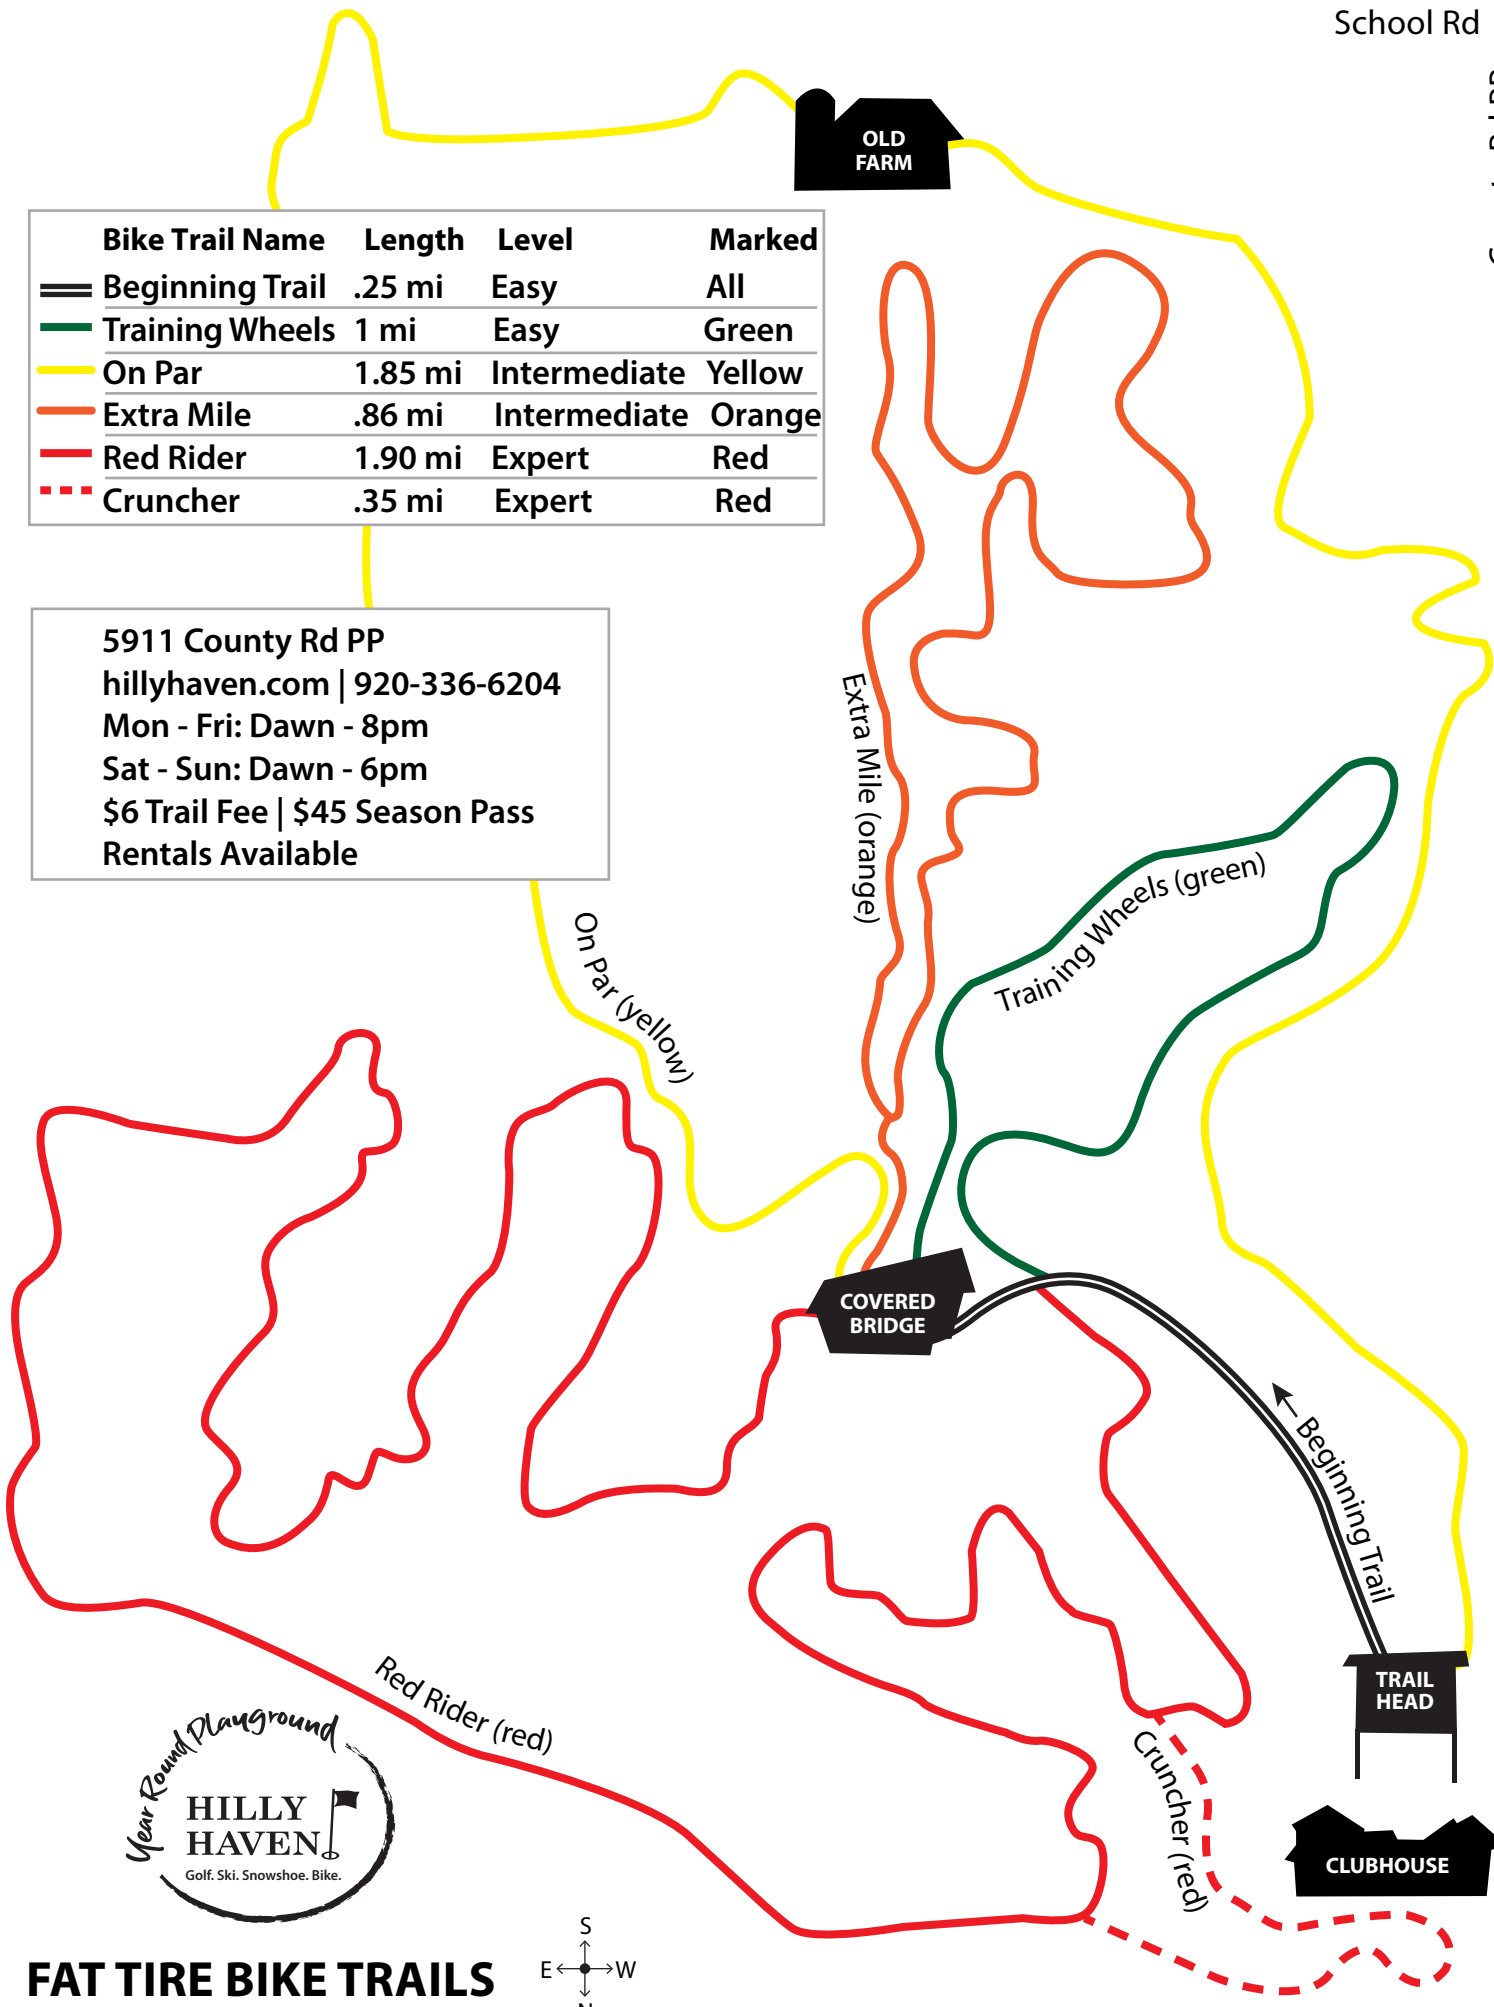 School Rd
OLD
FARM
Bike Trail Name Length Level Marked
Beginning Trail .25 mi Easy All
Training Wheels 1 mi Easy Green
On Par 1.85 mi Intermediate Yellow
Extra Mile .86 mi Intermediate Orange
Red Rider 1.90 mi Expert Red
Cruncher .35 mi Expert Red
5911 County Rd PP
hillyhaven.com | 920-336-6204
Mon - Fri: Dawn - 8pm
Sat - Sun: Dawn - 6pm
$6 Trail Fee | $45 Season Pass
Rentals Available
Extra Mile (orange)
Training Wheels (green)
On Par (yellow)
COVERED
BRIDGE
Beginning Trail
TRAIL
HEAD
Red Rider (red)
Cruncher (red)
CLUBHOUSE
Year Round Playground
HILLY
HAVEN
Golf. Ski. Snowshoe. Bike.
FAT TIRE BIKE TRAILS
S
E W